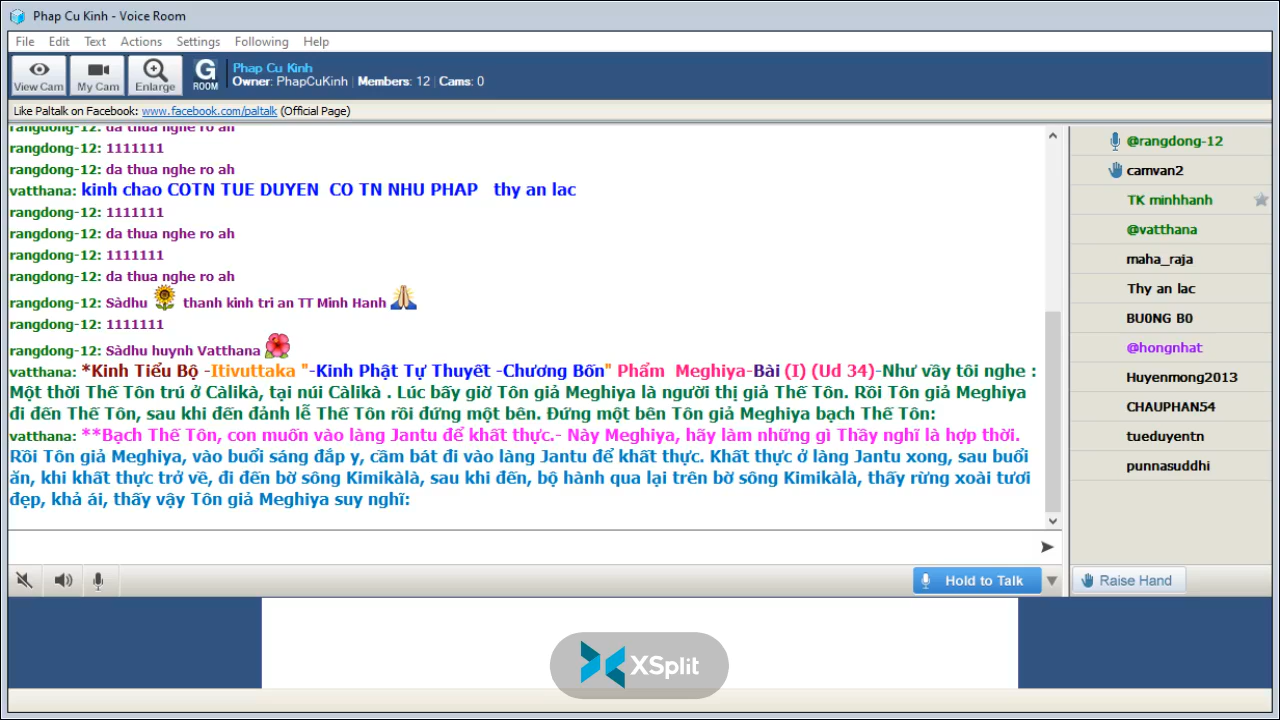 Phap Cu Kinh - Voice Room
File Edit Text Actions Settings Following Help
View Cam
My Cam
Enlarge
G
ROOM
Phap Cu Kinh
Owner: PhapCuKinh | Members: 12 | Cams: 0
Like Paltalk on Facebook: www.facebook.com/paltalk (Official Page)
rangdong-12: da thua nghe ro ah
rangdong-12: 1111111
rangdong-12: da thua nghe ro ah
vatthana: kinh chao COTN TUE DUYEN CO TN NHU PHAP thy an lac
rangdong-12: 1111111
rangdong-12: da thua nghe ro ah
rangdong-12: 1111111
rangdong-12: da thua nghe ro ah
rangdong-12: Sàdhu thanh kinh tri an TT Minh Hanh
rangdong-12: 1111111
rangdong-12: Sàdhu huynh Vatthana
vatthana: *Kinh Tiểu Bộ -Itivuttaka "-Kinh Phật Tự Thuyết -Chương Bốn" Phẩm Meghiya-Bài (I) (Ud 34)-Như vầy tôi nghe :
Một thời Thế Tôn trú ở Càlikà, tại núi Càlikà . Lúc bấy giờ Tôn giả Meghiya là người thị giả Thế Tôn. Rồi Tôn giả Meghiya
đi đến Thế Tôn, sau khi đến đảnh lễ Thế Tôn rồi đứng một bên. Đứng một bên Tôn giả Meghiya bạch Thế Tôn:
vatthana: **Bạch Thế Tôn, con muốn vào làng Jantu để khất thực.- Này Meghiya, hãy làm những gì Thầy nghĩ là hợp thời.
Rồi Tôn giả Meghiya, vào buổi sáng đắp y, cầm bát đi vào làng Jantu để khất thực. Khất thực ở làng Jantu xong, sau buổi
ăn, khi khất thực trở về, đi đến bờ sông Kimikàlà, sau khi đến, bộ hành qua lại trên bờ sông Kimikàlà, thấy rừng xoài tươi
đẹp, khả ái, thấy vậy Tôn giả Meghiya suy nghĩ:
@rangdong-12
camvan2
TK minhhanh
@vatthana
maha_raja
Thy an lac
BU0NG B0
@hongnhat
Huyenmong2013
CHAUPHAN54
tueduyentn
punnasuddhi
Hold to Talk
Raise Hand
XSplit